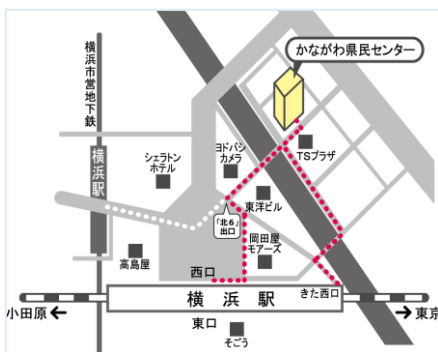 かながわ県民センター
横浜市営地下鉄
横浜駅
シェラトン
ホテル
ヨドバシ
カメラ
TSプラザ
東洋ビル
「北6」
出口
岡田屋
モアーズ
高島屋
西口
きた西口
横浜駅
小田原
東京
東口
そごう